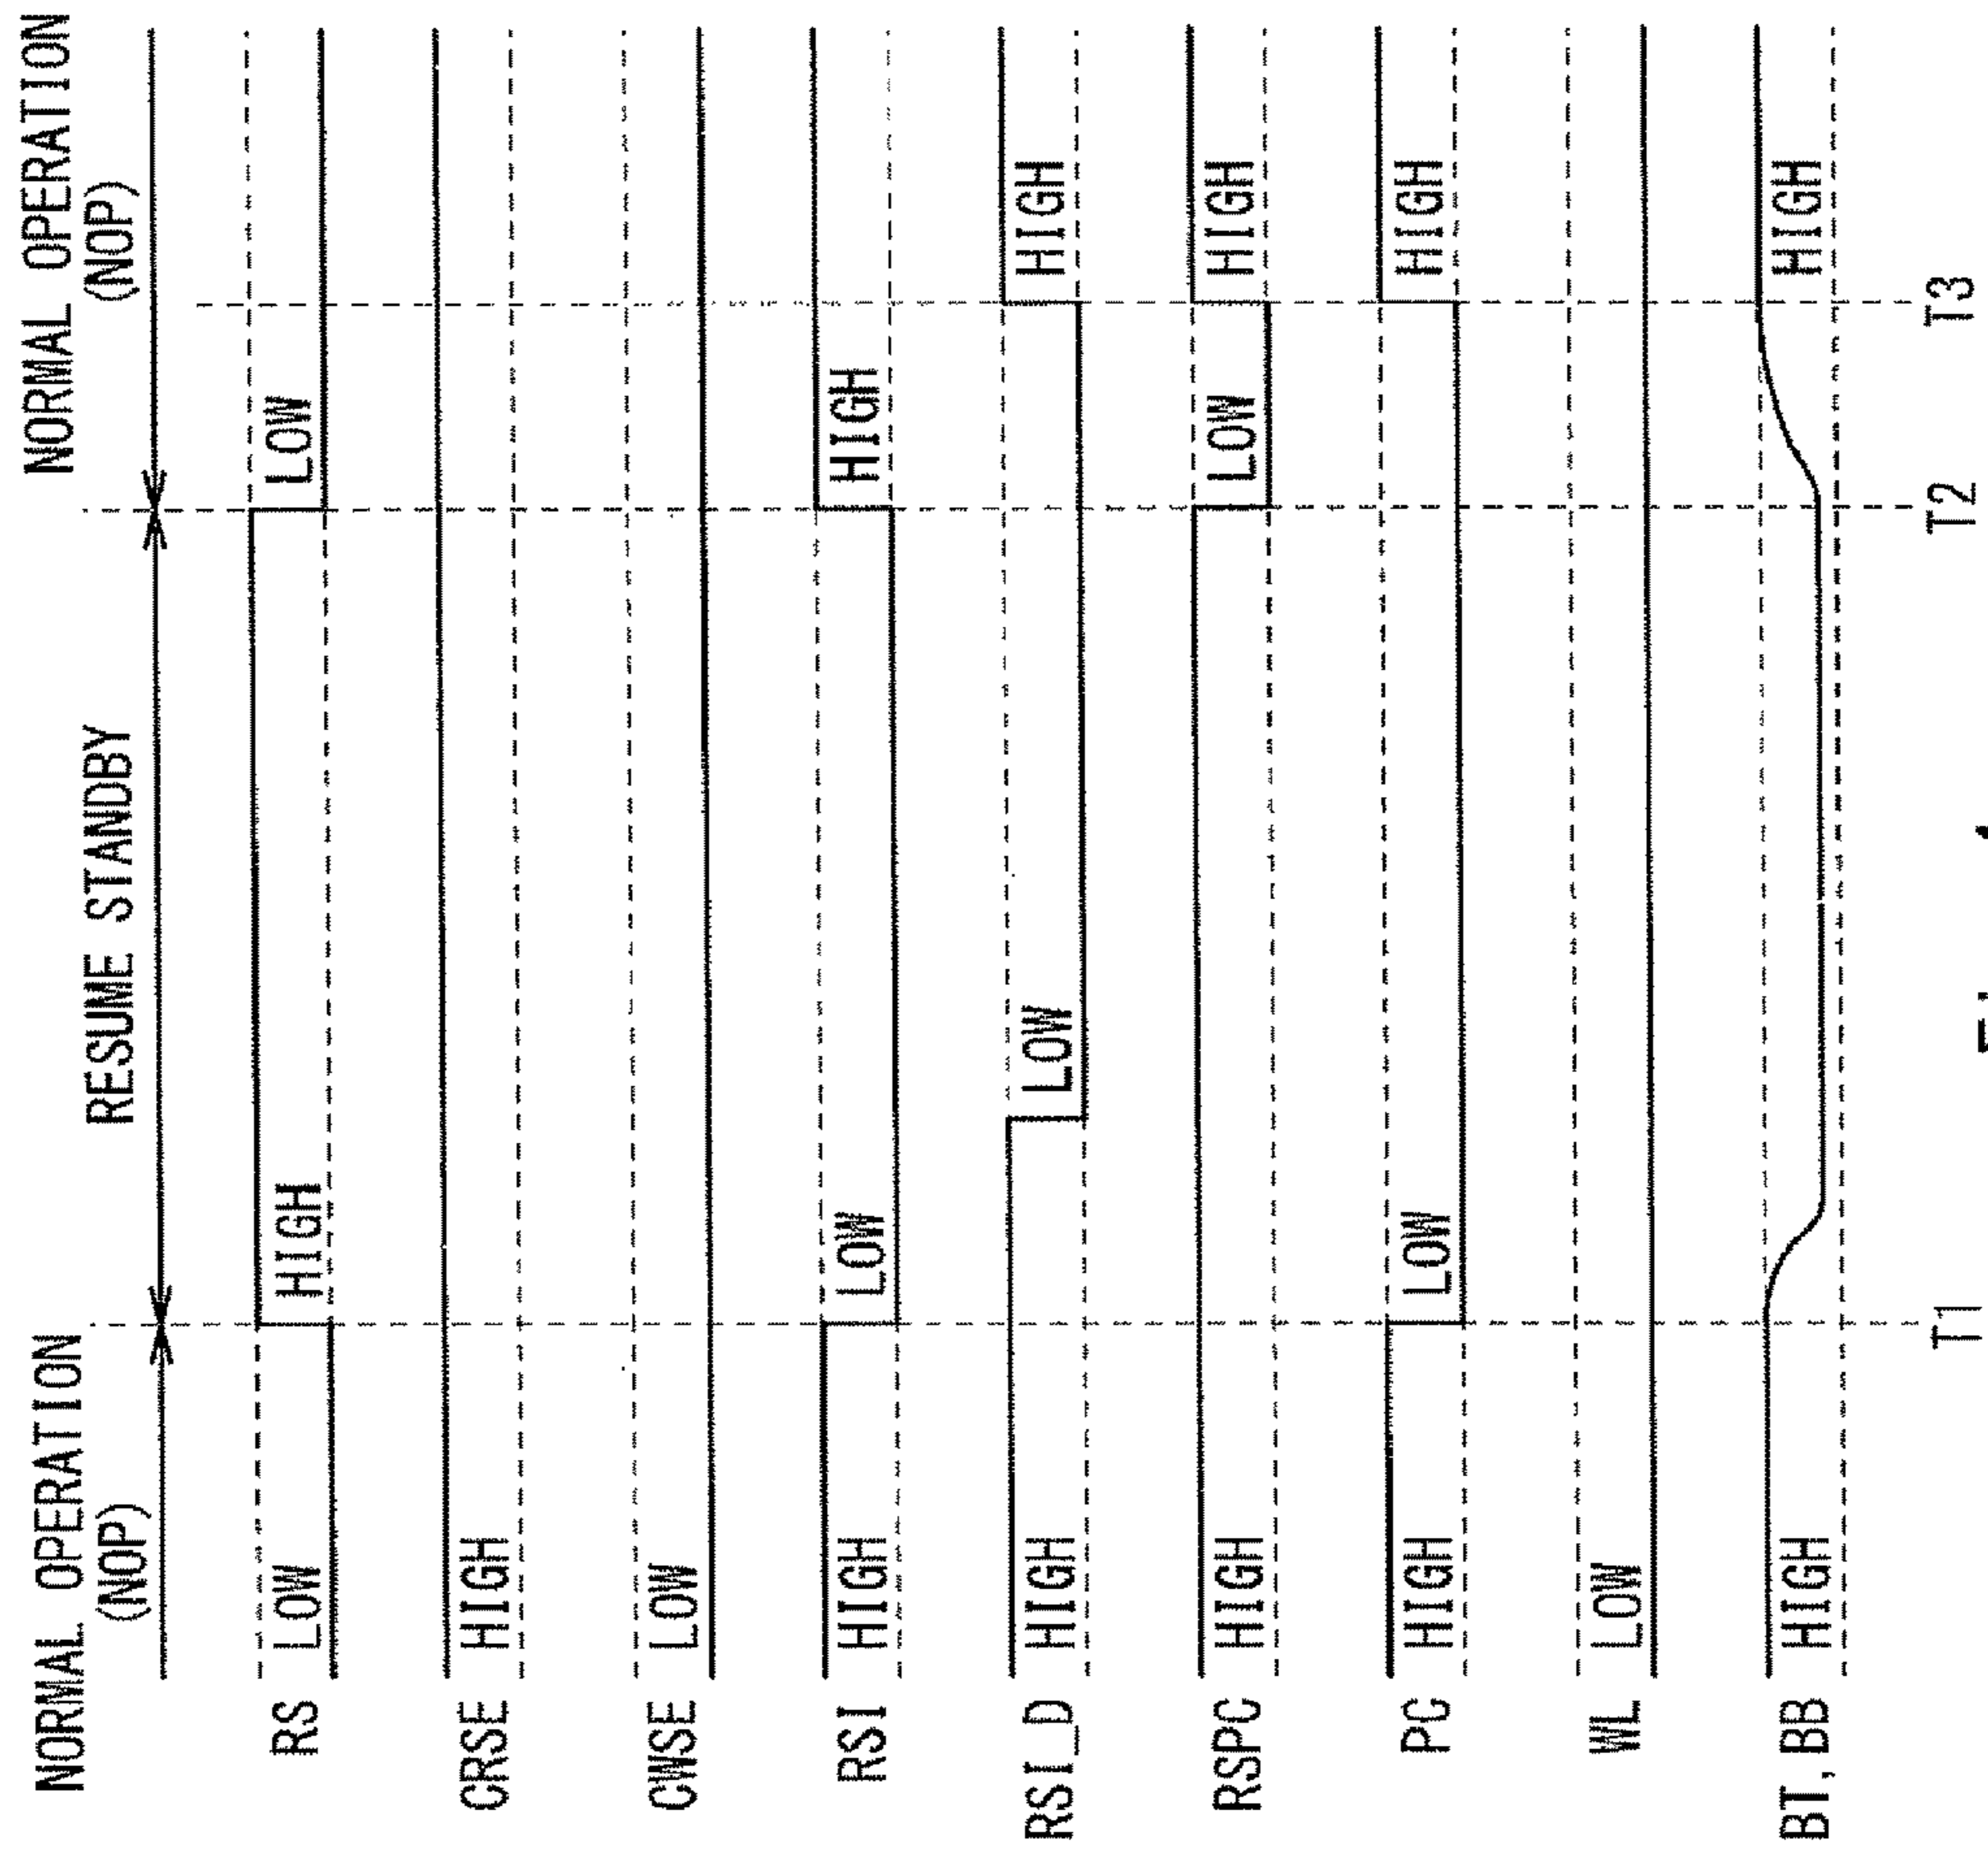 NORMAL OPERATION
(NOP)
RESUME STANDBY
NORMAL OPERATION
(NOP)
RS LOW HIGH LOW
CRSE HIGH
CWSE LOW
RSI HIGH LOW HIGH
RSI_D HIGH LOW HIGH
RSPC HIGH LOW HIGH
PC HIGH LOW HIGH
WL LOW
BT, BB HIGH HIGH
T1 T2 T3